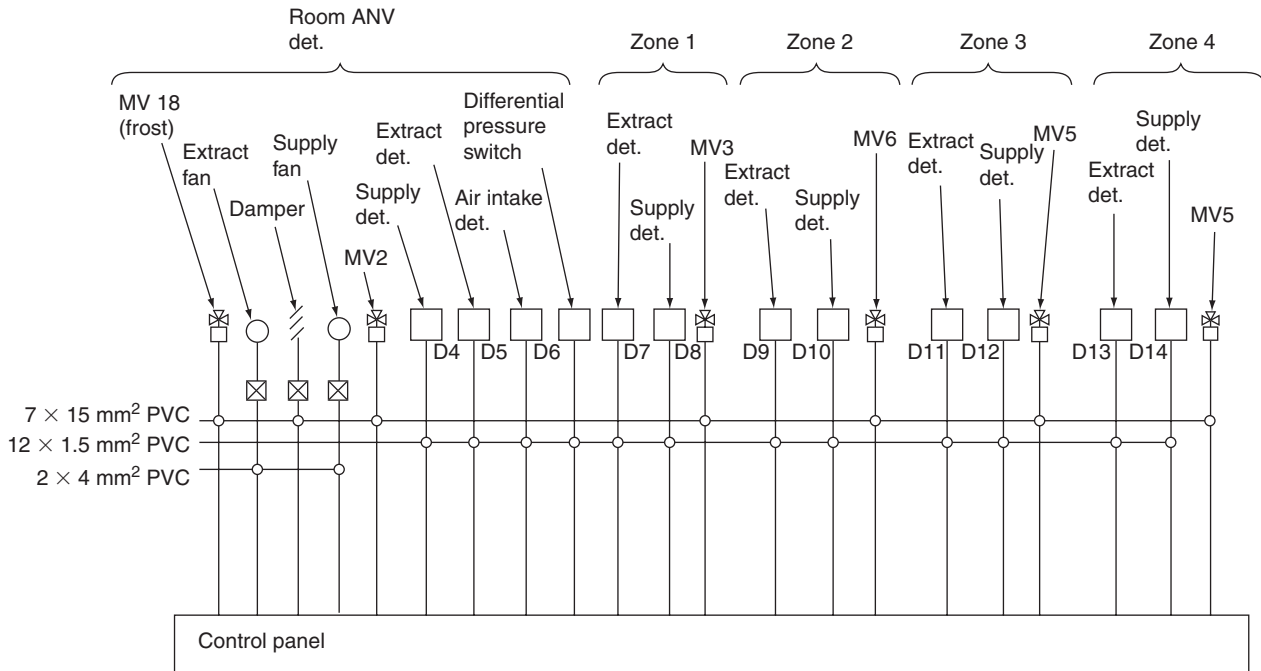 Room ANV
det.
Zone 1
Zone 2
Zone 3
Zone 4
MV 18
(frost)
Extract
fan
Damper
Supply
fan
MV2
Supply
det.
Extract
det.
Air intake
det.
Differential
pressure
switch
Extract
det.
Supply
det.
MV3
Extract
det.
Supply
det.
MV6
Extract
det.
Supply
det.
MV5
Extract
det.
Supply
det.
MV5
D4
D5
D6
D7
D8
D9
D10
D11
D12
D13
D14
7 × 15 mm² PVC
12 × 1.5 mm² PVC
2 × 4 mm² PVC
Control panel